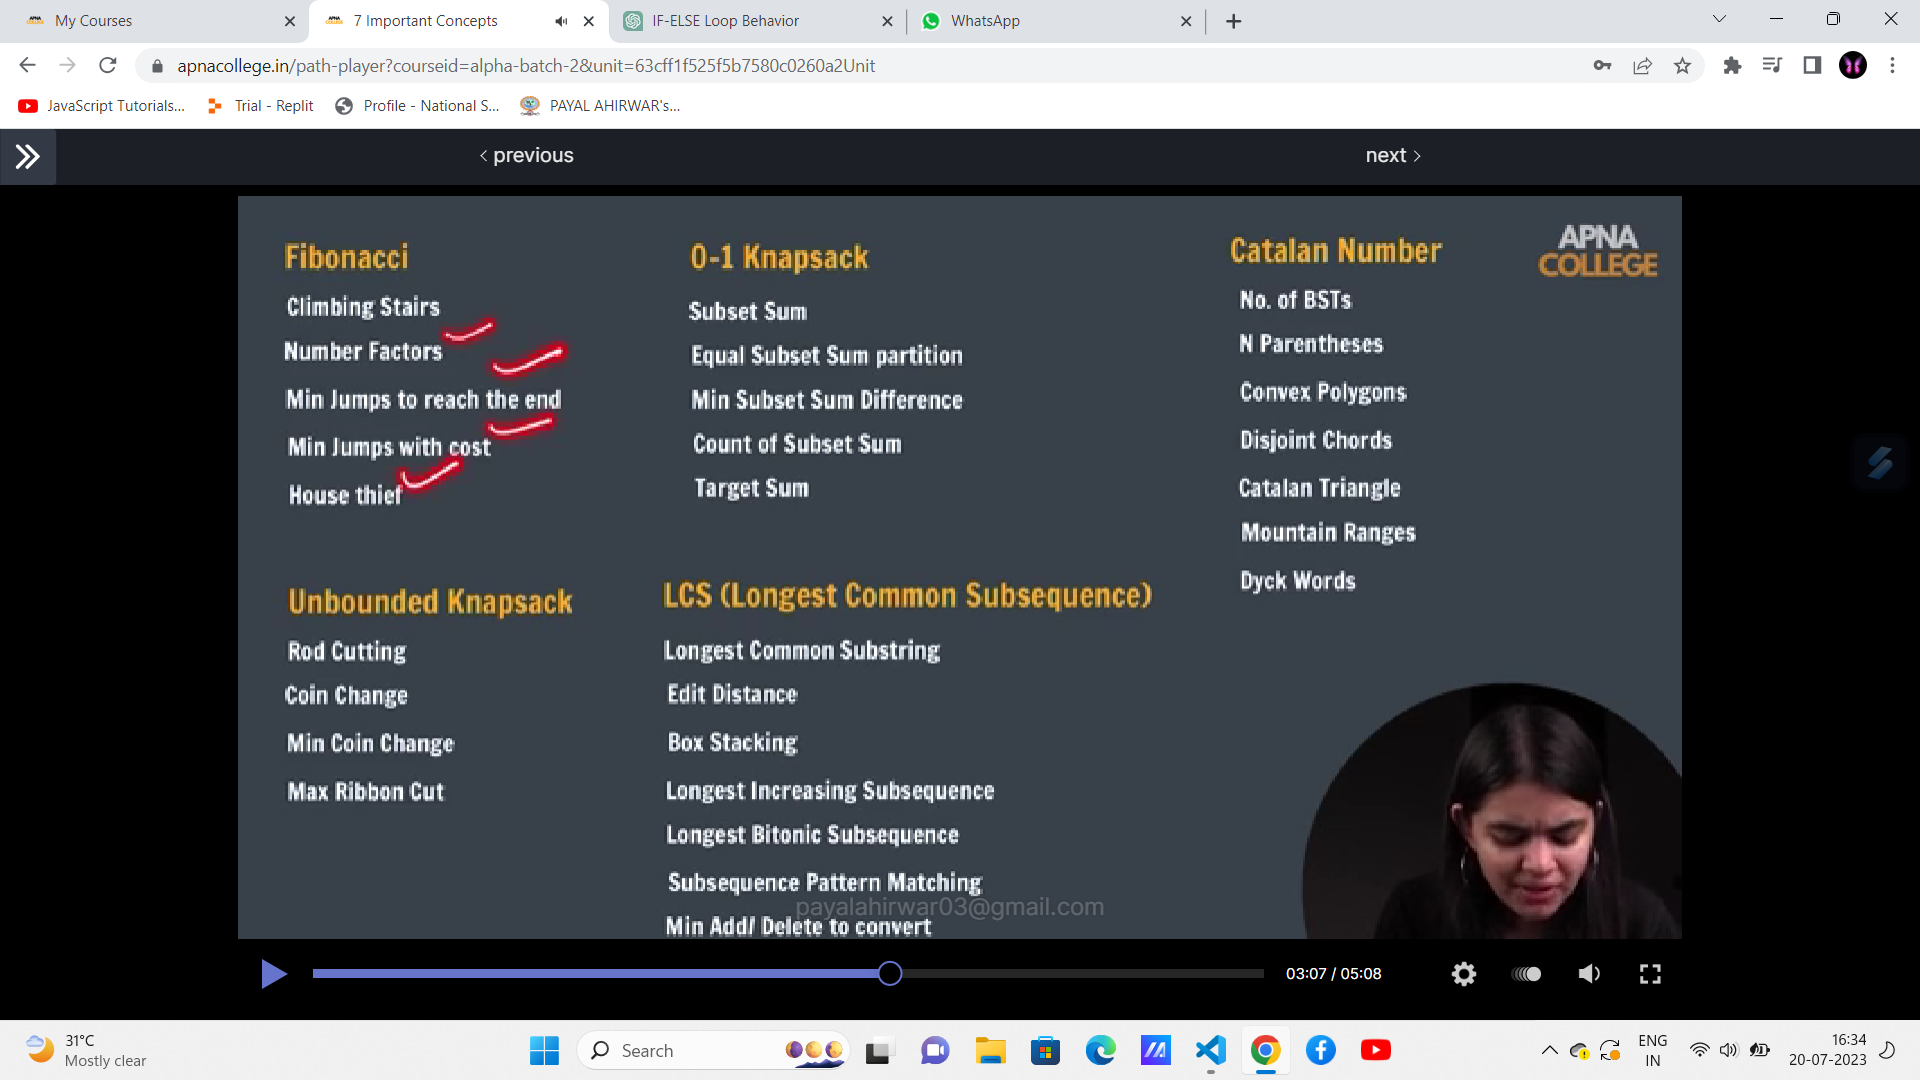 My Courses
7 Important Concepts
IF-ELSE Loop Behavior
WhatsApp
apnacollege.in/path-player?courseid=alpha-batch-2&unit=63cff1f525f5b7580c0260a2Unit
JavaScript Tutorials...
Trial - Replit
Profile - National S...
PAYAL AHIRWAR's...
previous
next
APNA
COLLEGE
Fibonacci
Climbing Stairs
Number Factors
Min Jumps to reach the end
Min Jumps with cost
House thief
0-1 Knapsack
Subset Sum
Equal Subset Sum partition
Min Subset Sum Difference
Count of Subset Sum
Target Sum
Catalan Number
No. of BSTs
N Parentheses
Convex Polygons
Disjoint Chords
Catalan Triangle
Mountain Ranges
Dyck Words
Unbounded Knapsack
Rod Cutting
Coin Change
Min Coin Change
Max Ribbon Cut
LCS (Longest Common Subsequence)
Longest Common Substring
Edit Distance
Box Stacking
Longest Increasing Subsequence
Longest Bitonic Subsequence
Subsequence Pattern Matching
payalahirwar03@gmail.com
Min Add/ Delete to convert
03:07 / 05:08
31°C
Mostly clear
Search
ENG
IN
16:34
20-07-2023